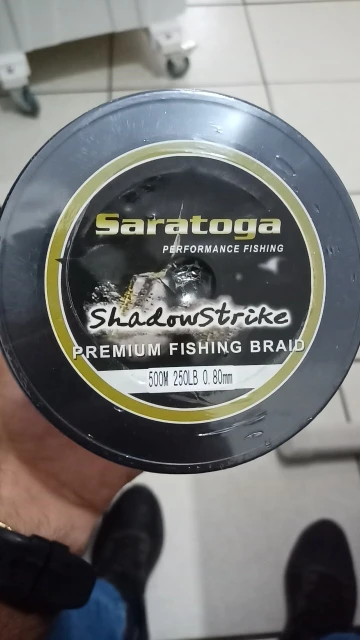 Saratoga
PERFORMANCE FISHING
ShadowStrike
PREMIUM FISHING BRAID
500M 250LB 0.80mm